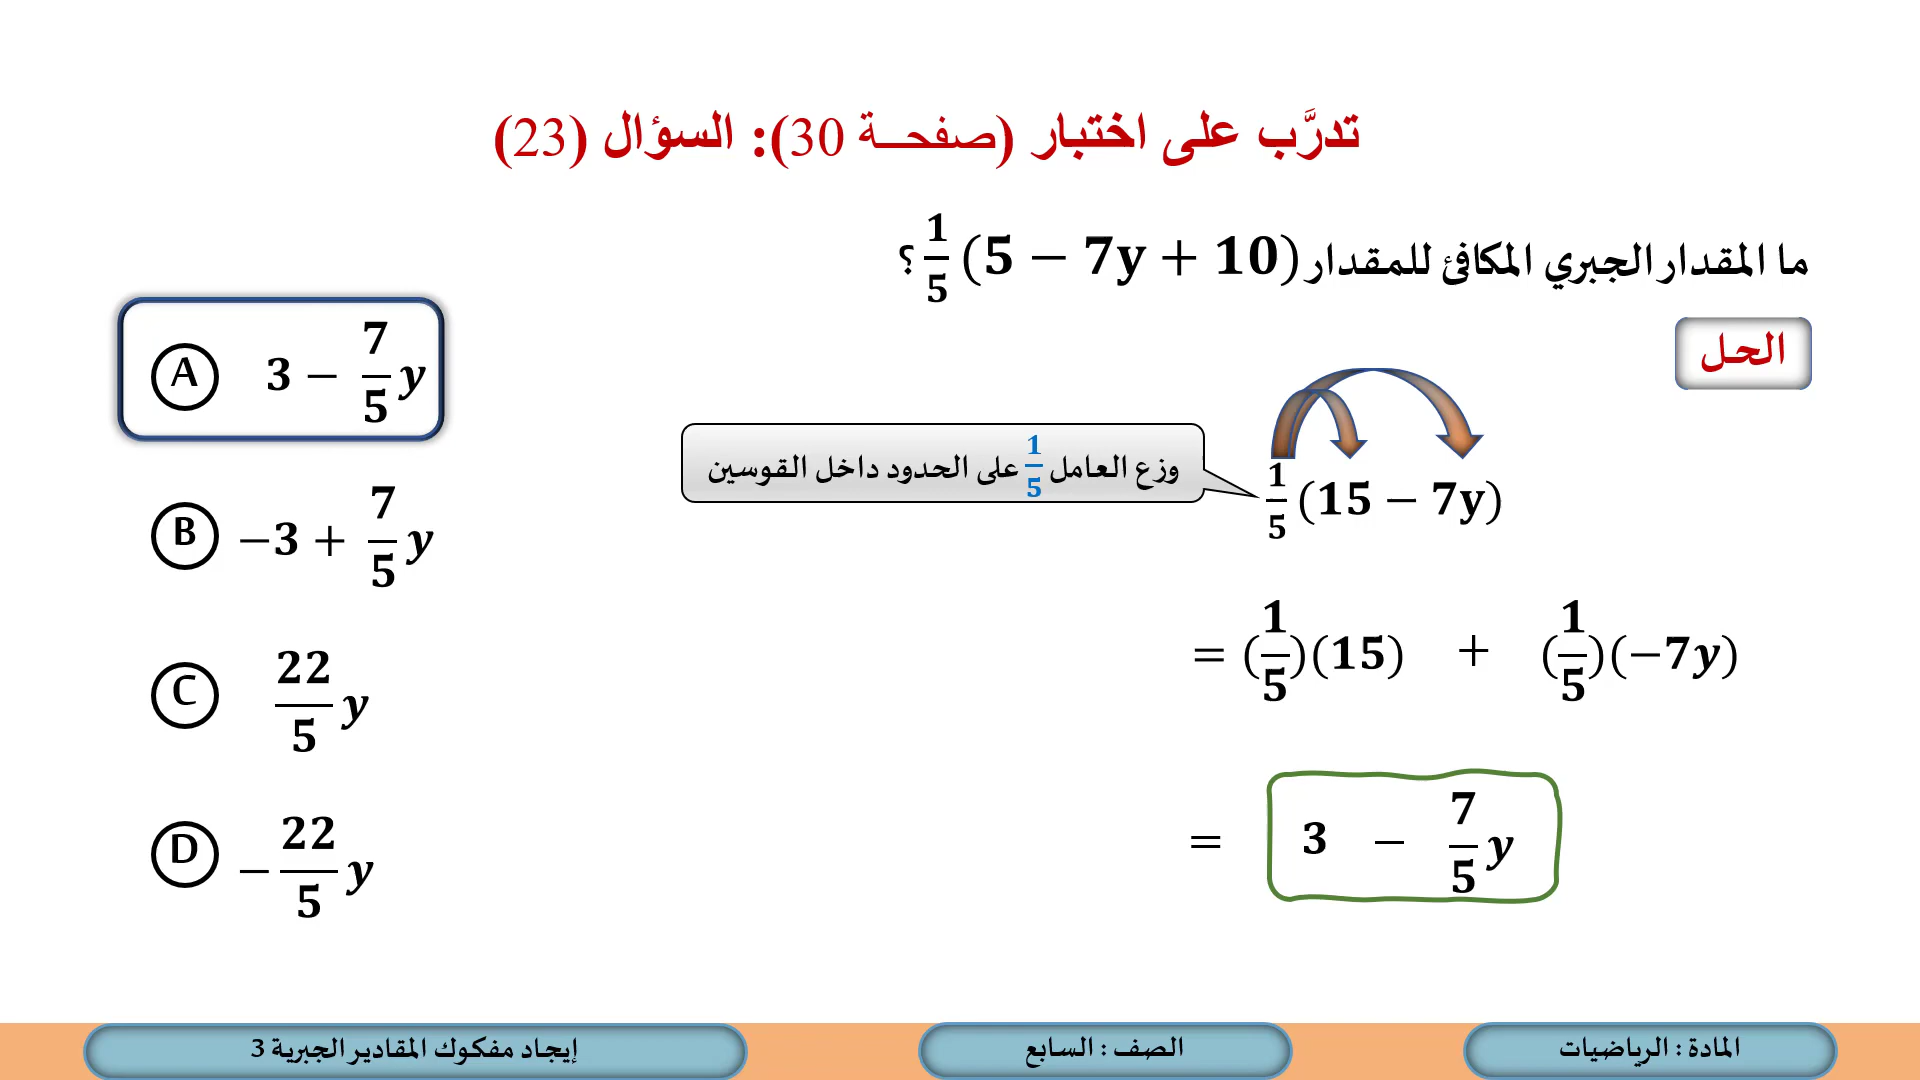 تدرَّب على اختبار (صفحة 30): السؤال (23)
ما المقدار الجبري المكافئ للمقدار 1/5 (5 − 7y + 10) ؟
الحل
وزع العامل 1/5 على الحدود داخل القوسين
1/5 (15 − 7y)
= (1/5)(15) + (1/5)(−7y)
= 3 − 7/5 y
A 3 − 7/5 y
B −3 + 7/5 y
C 22/5 y
D − 22/5 y
المادة : الرياضيات
الصف : السابع
إيجاد مفكوك المقادير الجبرية 3